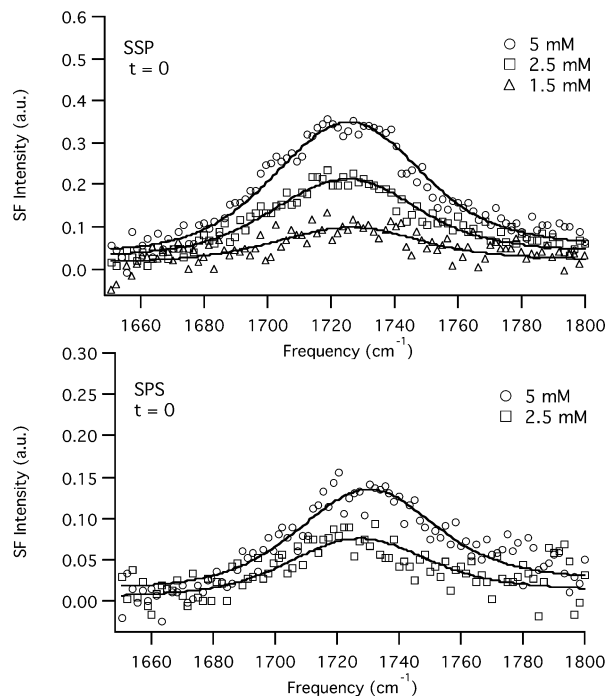 0.6
SSP
t = 0
5 mM
2.5 mM
1.5 mM
0.5
0.4
0.3
0.2
0.1
0.0
SF Intensity (a.u.)
1660 1680 1700 1720 1740 1760 1780 1800
Frequency (cm⁻¹)
0.30
SPS
t = 0
5 mM
2.5 mM
0.25
0.20
0.15
0.10
0.05
0.00
SF Intensity (a.u.)
1660 1680 1700 1720 1740 1760 1780 1800
Frequency (cm⁻¹)